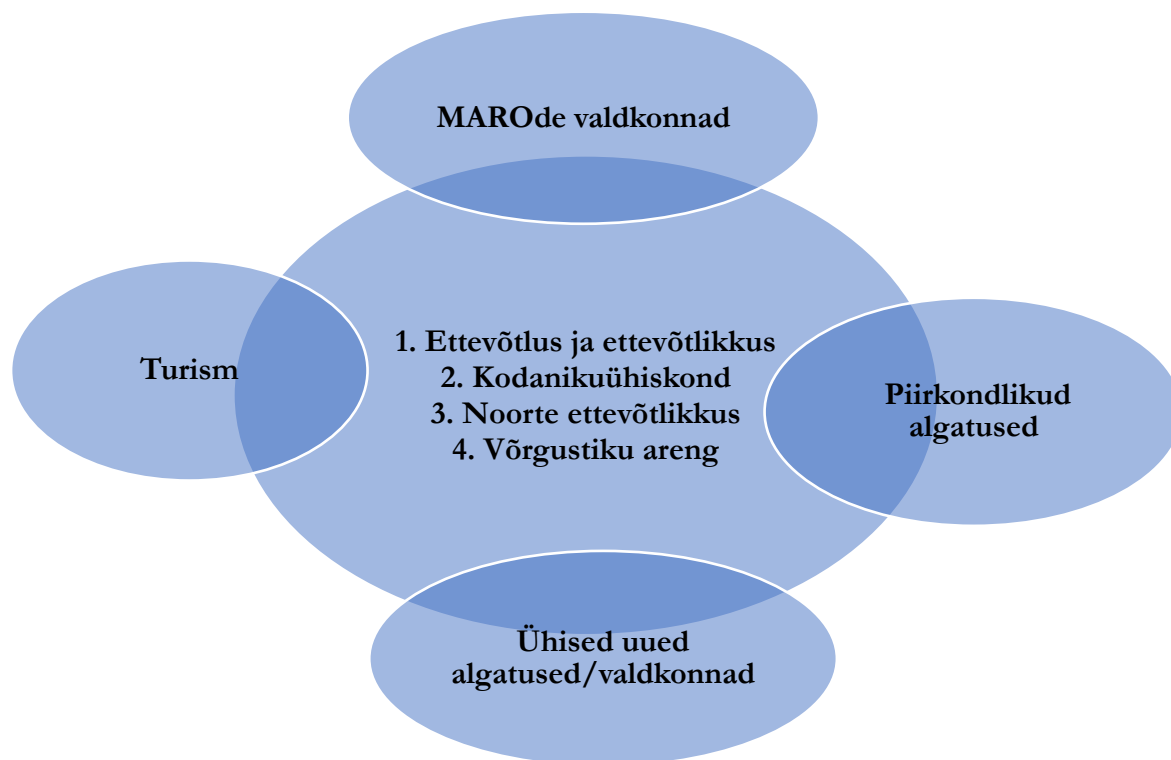 MAROde valdkonnad
Turism
1. Ettevõtlus ja ettevõtlikkus
2. Kodanikuühiskond
3. Noorte ettevõtlikkus
4. Võrgustiku areng
Piirkondlikud
algatused
Ühised uued
algatused/valdkonnad